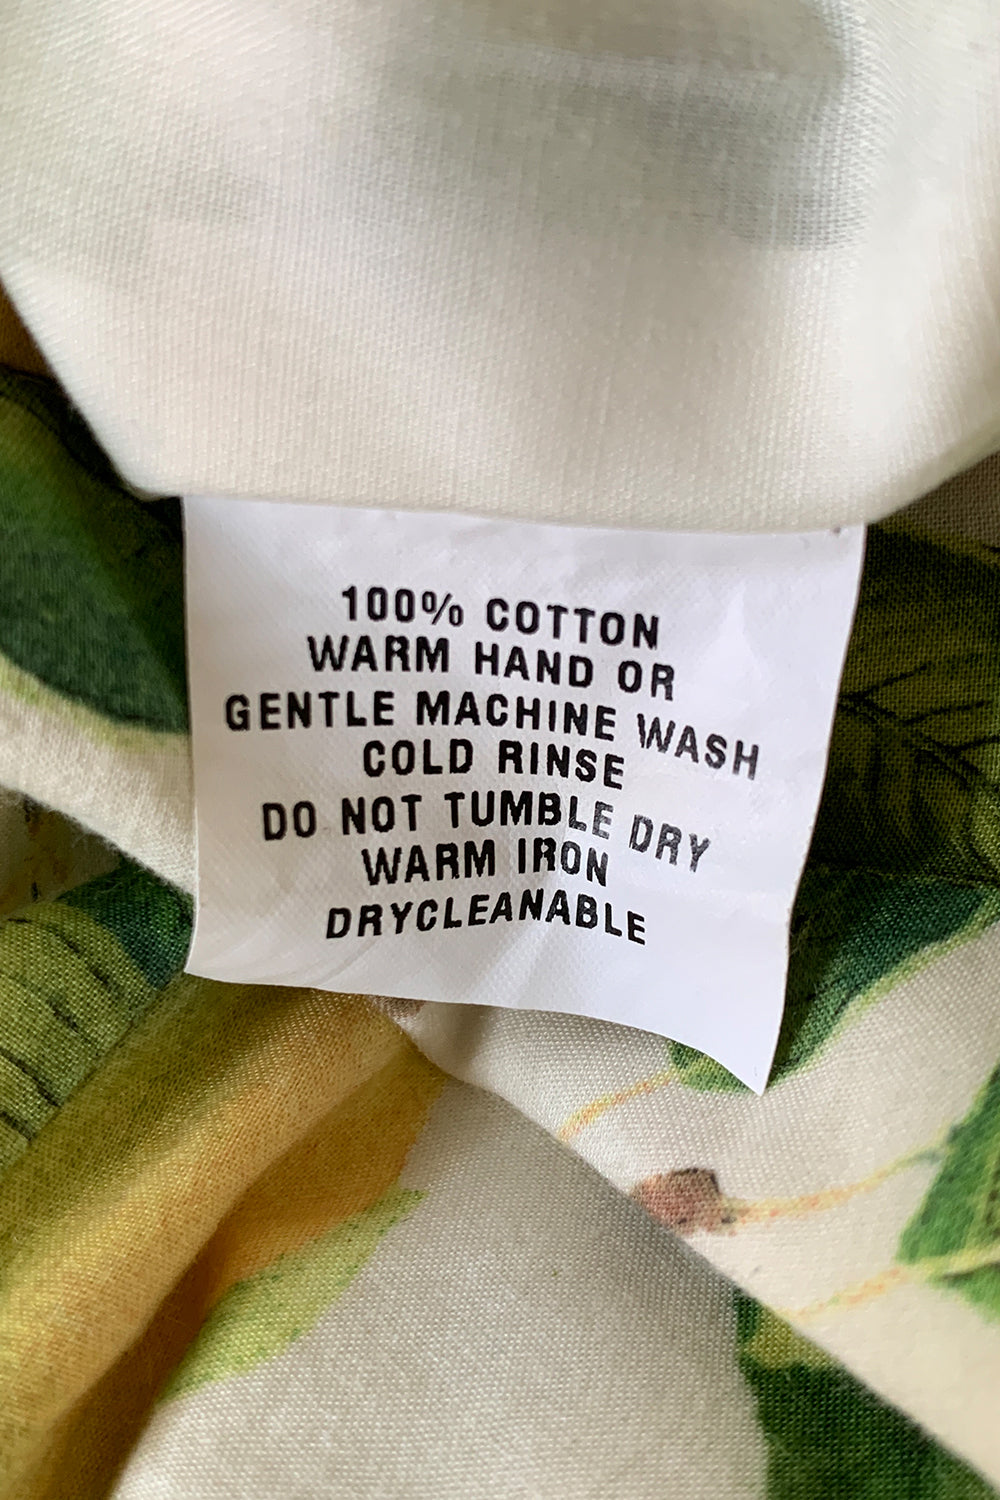 100% COTTON
WARM HAND OR
GENTLE MACHINE WASH
COLD RINSE
DO NOT TUMBLE DRY
WARM IRON
DRYCLEANABLE